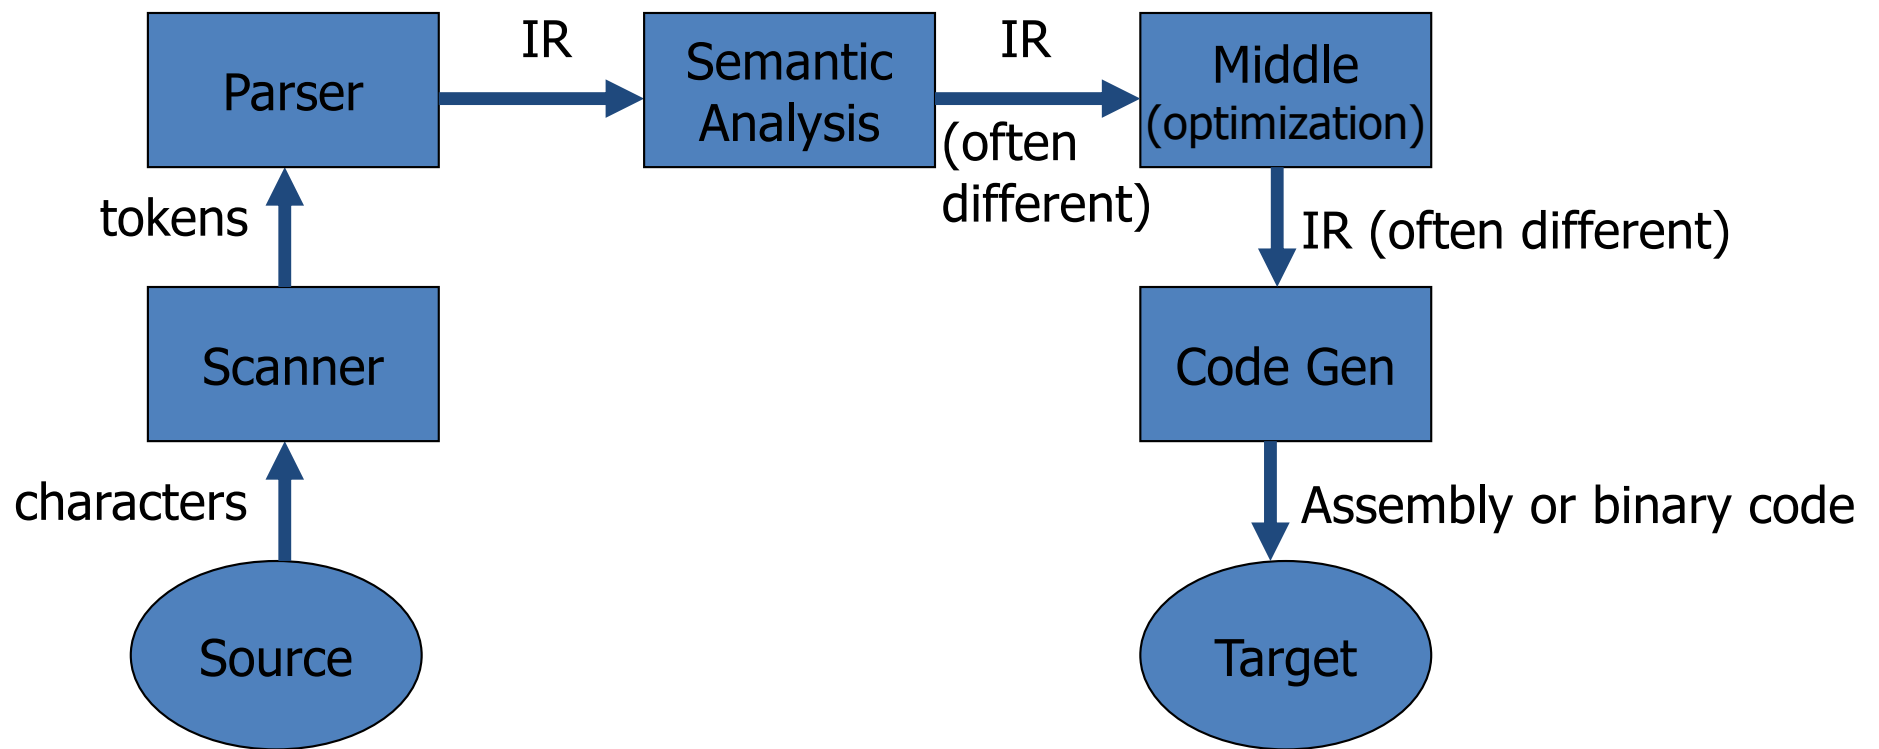 Parser
IR
Semantic
Analysis
IR
(often
different)
Middle
(optimization)
tokens
IR (often different)
Scanner
Code Gen
characters
Assembly or binary code
Source
Target